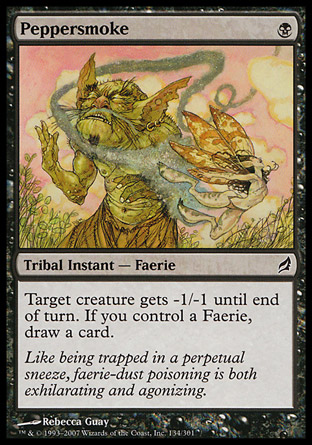 Peppersmoke
Tribal Instant — Faerie
Target creature gets -1/-1 until end
of turn. If you control a Faerie,
draw a card.
Like being trapped in a perpetual
sneeze, faerie-dust poisoning is both
exhilarating and agonizing.
Rebecca Guay
™ & © 1993–2007 Wizards of the Coast, Inc. 134/301